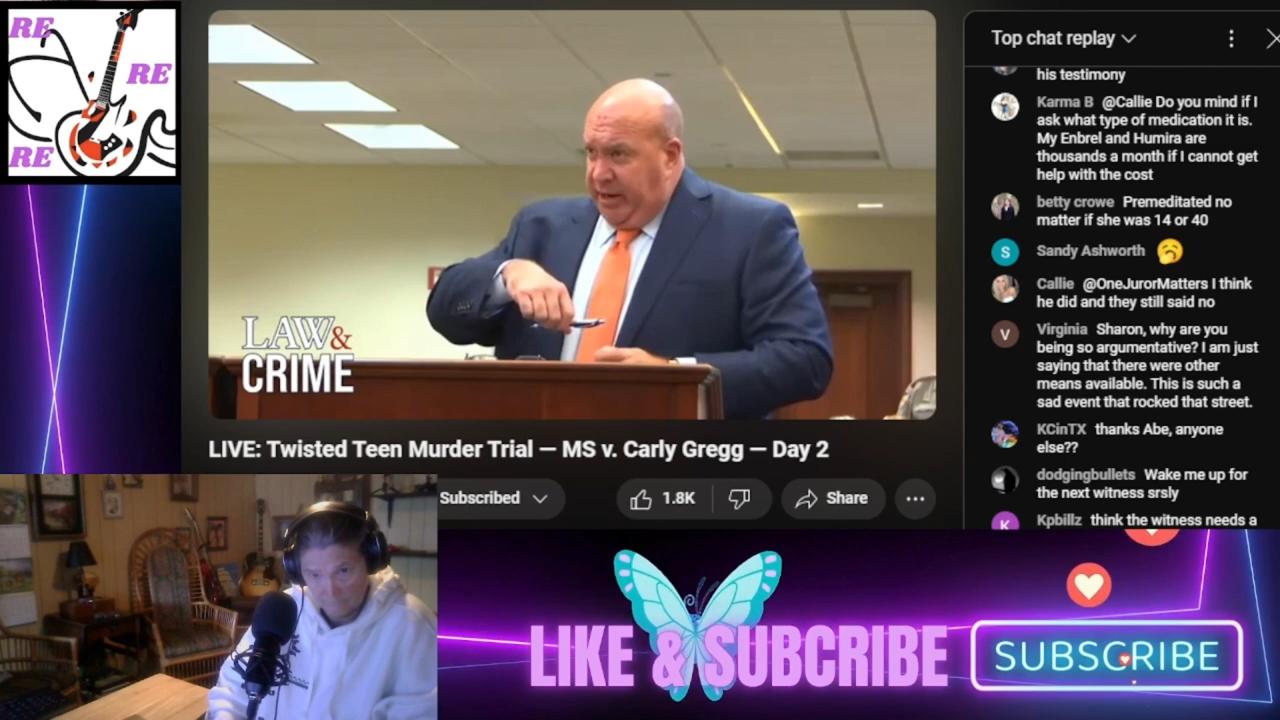 RE
RE
RE
LAW&
CRIME
LIVE: Twisted Teen Murder Trial — MS v. Carly Gregg — Day 2
Subscribed
1.8K
Share
Top chat replay
his testimony
Karma B @Callie Do you mind if I
ask what type of medication it is.
My Enbrel and Humira are
thousands a month if I cannot get
help with the cost
betty crowe Premeditated no
matter if she was 14 or 40
S
Sandy Ashworth
Callie @OneJurorMatters I think
he did and they still said no
V
Virginia Sharon, why are you
being so argumentative? I am just
saying that there were other
means available. This is such a
sad event that rocked that street.
KCinTX thanks Abe, anyone
else??
dodgingbullets Wake me up for
the next witness srsly
K
Kpbillz think the witness needs a
LIKE & SUBCRIBE
SUBSCRIBE